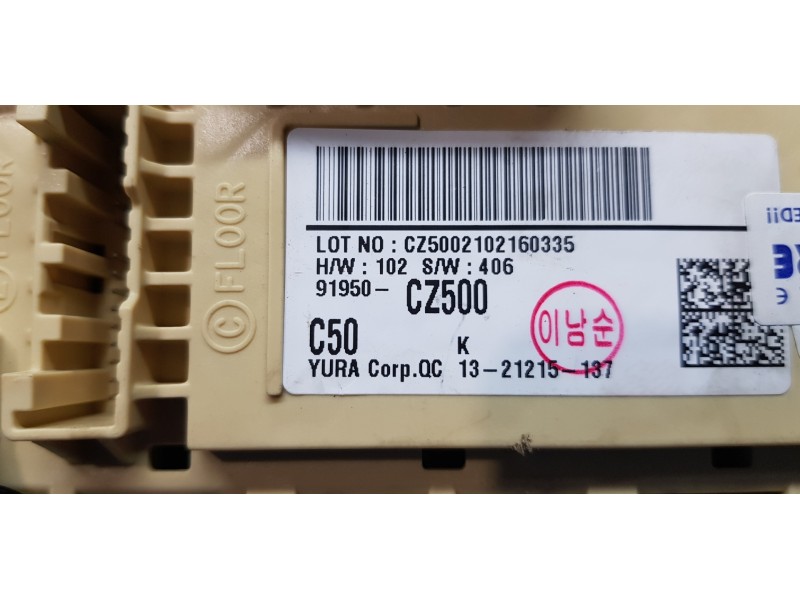 LOT NO : CZ5002102160335
H/W : 102 S/W : 406
91950- CZ500
C50 K
이남순
YURA Corp.QC 13-21215-137
C FLOOR
C FLOOR